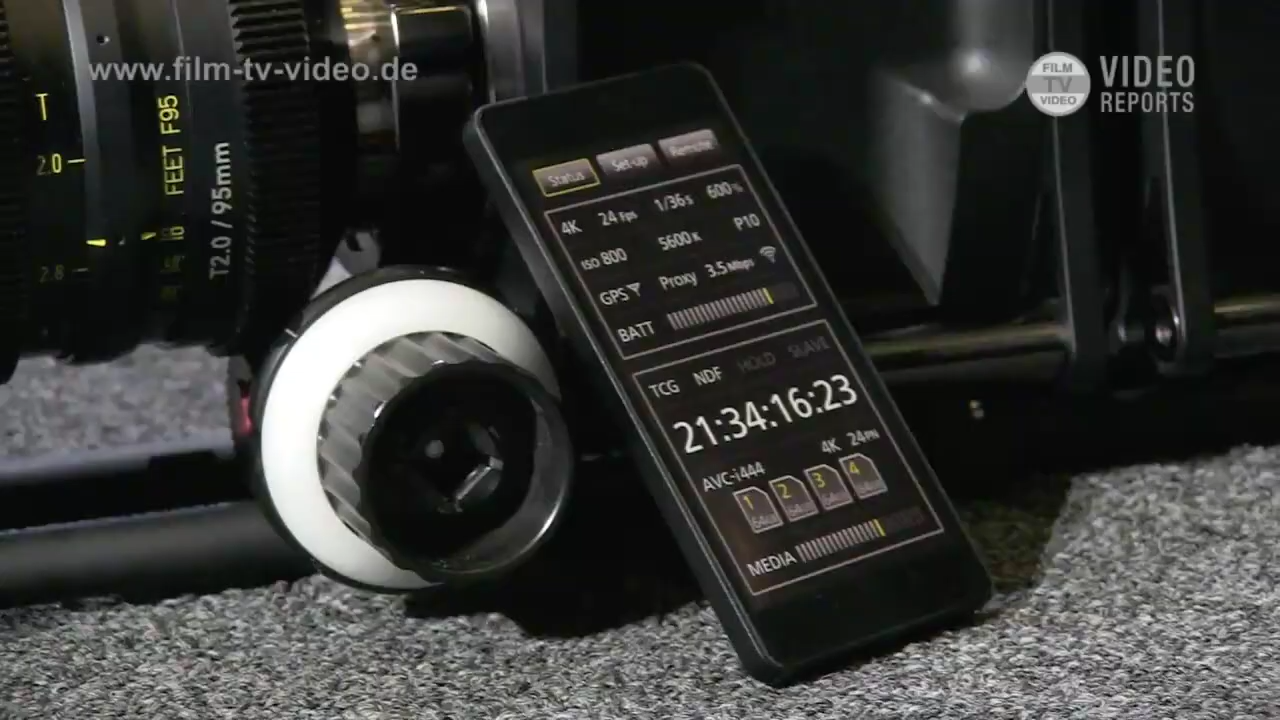 www.film-tv-video.de
FILM
TV
VIDEO
VIDEO
REPORTS
T
2.0
2.8
FEET F95
T2.0 / 95mm
Status
Set-up
Remote
4K 24 Fps 1/36 s 600%
ISO 800 5600 K P10
GPS Proxy 3.5 Mbps
BATT
TCG NDF HOLD SLAVE
21:34:16:23
4K 24PN
AVC-i444
1 2 3 4
MEDIA